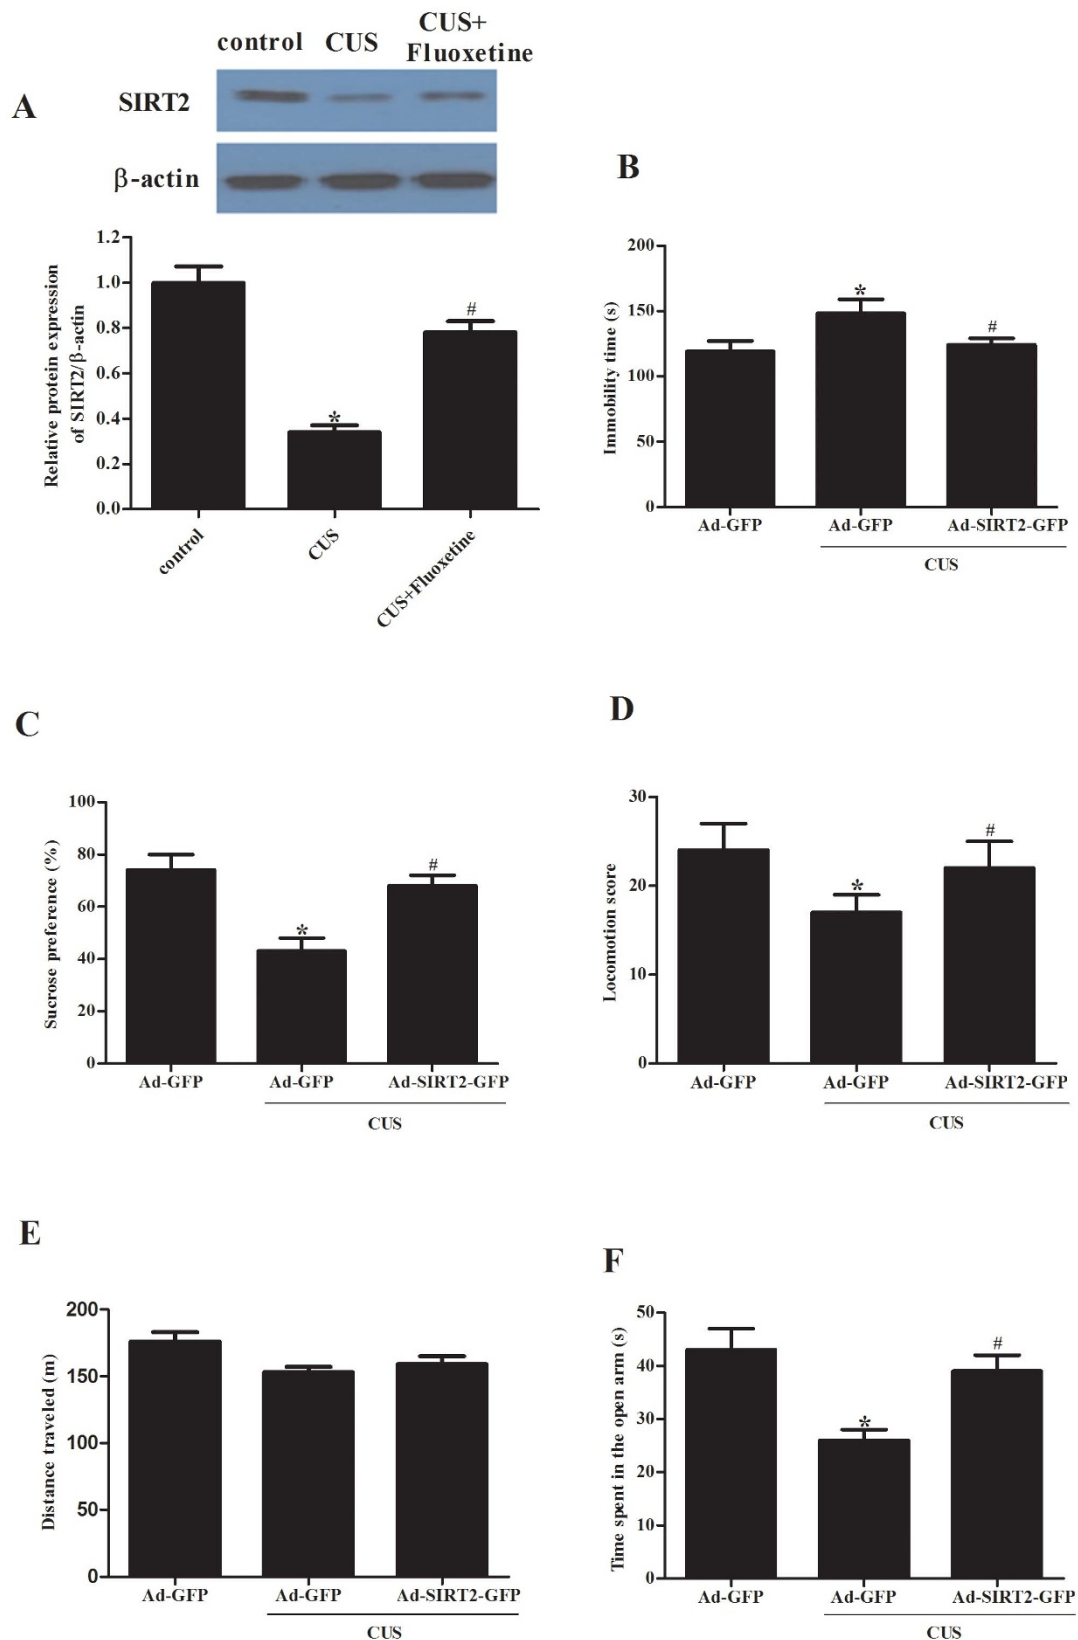 A
control CUS CUS+
Fluoxetine
SIRT2
β-actin
Relative protein expression
of SIRT2/β-actin
1.2
1.0
0.8
0.6
0.4
0.2
0.0
*
#
control
CUS
CUS+Fluoxetine
B
Immobility time (s)
200
150
100
50
0
*
#
Ad-GFP Ad-GFP Ad-SIRT2-GFP
CUS
C
Sucrose preference (%)
100
80
60
40
20
0
*
#
Ad-GFP Ad-GFP Ad-SIRT2-GFP
CUS
D
Locomotion score
30
20
10
0
*
#
Ad-GFP Ad-GFP Ad-SIRT2-GFP
CUS
E
Distance traveled (m)
200
150
100
50
0
Ad-GFP Ad-GFP Ad-SIRT2-GFP
CUS
F
Time spent in the open arm (s)
50
40
30
20
10
0
*
#
Ad-GFP Ad-GFP Ad-SIRT2-GFP
CUS